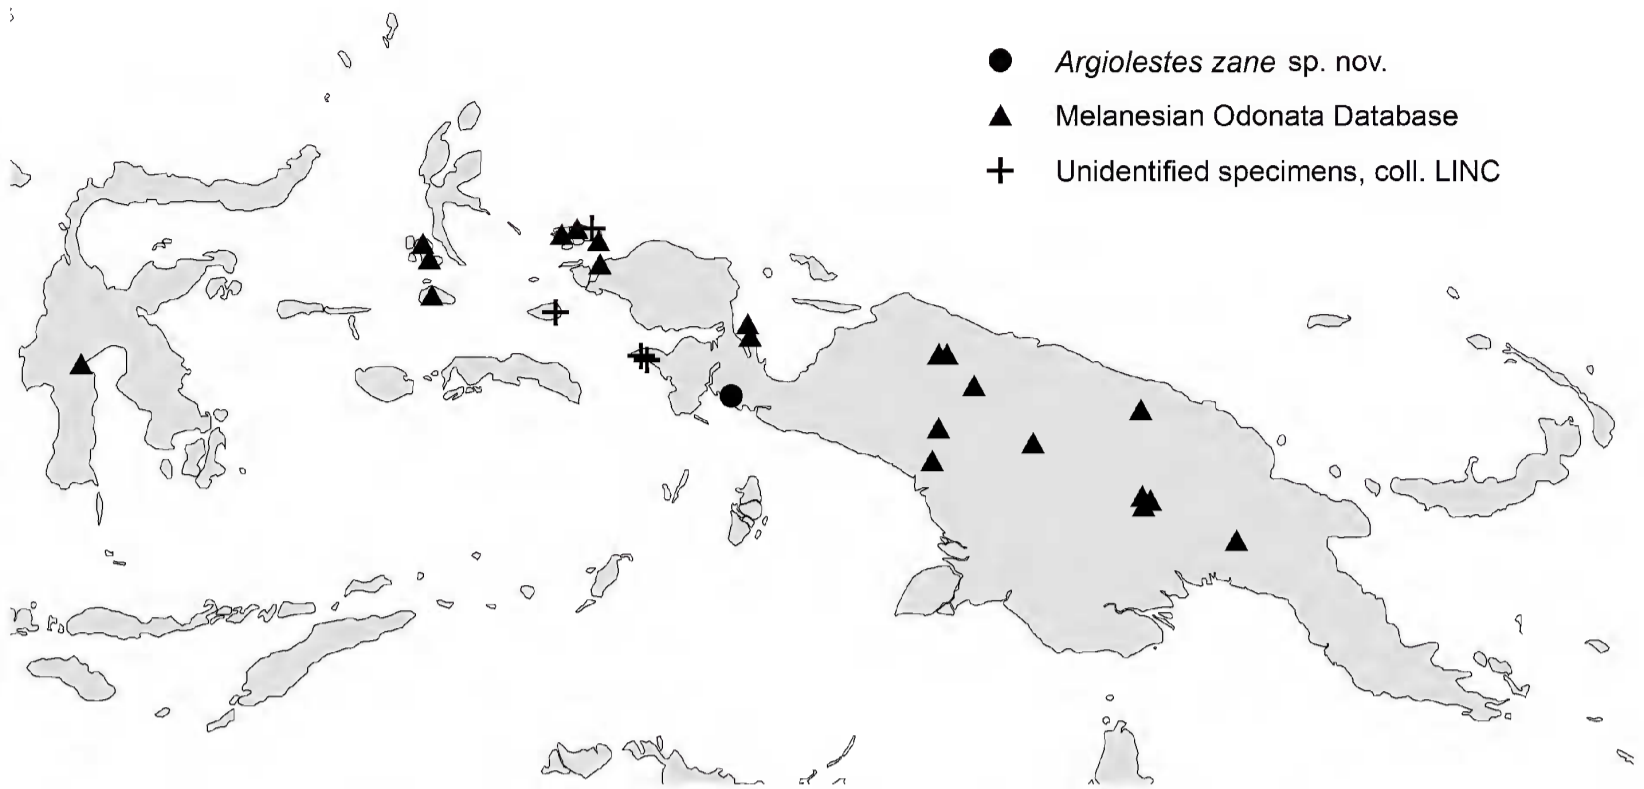 Argiolestes zane sp. nov.
Melanesian Odonata Database
Unidentified specimens, coll. LINC